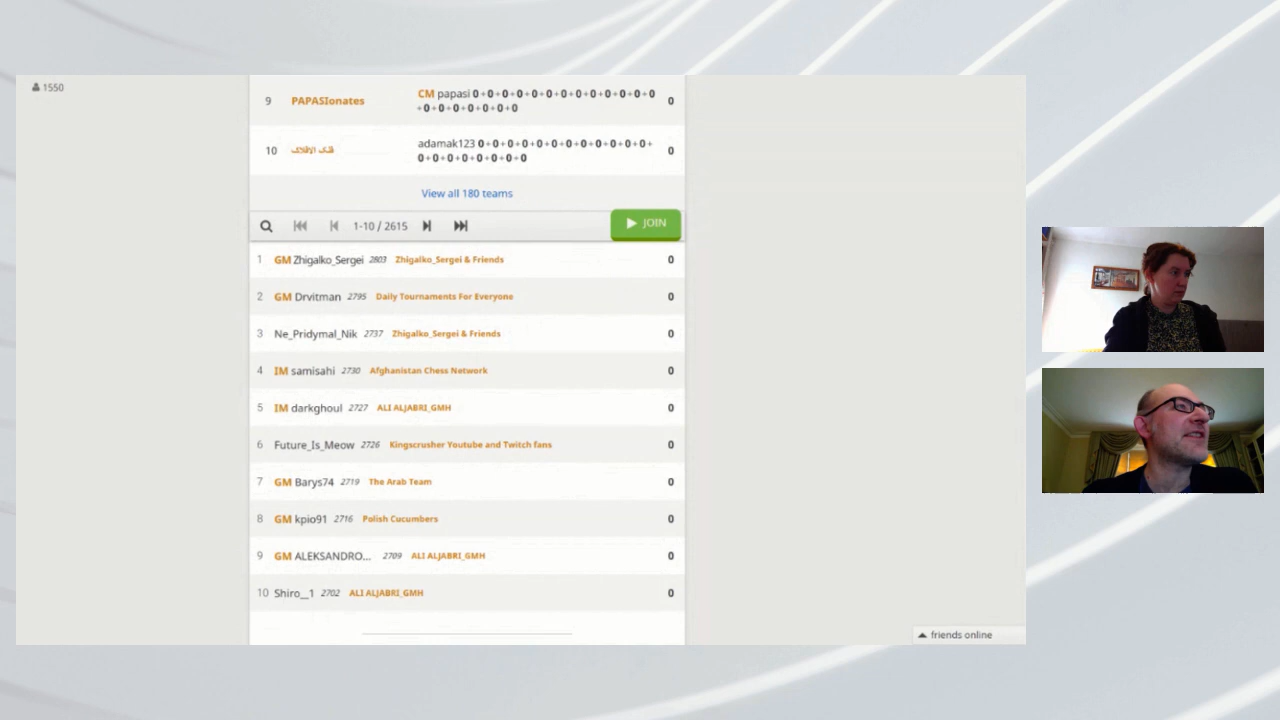 1550
9 PAPASIonates CM papasi 0+0+0+0+0+0+0+0+0+0+0+0+0
+0+0+0+0+0+0+0 0
10 adamak123 0+0+0+0+0+0+0+0+0+0+0+0+
0+0+0+0+0+0+0+0 0
View all 180 teams
1-10 / 2615 JOIN
1 GM Zhigalko_Sergei 2803 Zhigalko_Sergei & Friends 0
2 GM Drvitman 2795 Daily Tournaments For Everyone 0
3 Ne_Pridymal_Nik 2737 Zhigalko_Sergei & Friends 0
4 IM samisahi 2730 Afghanistan Chess Network 0
5 IM darkghoul 2727 ALI ALJABRI_GMH 0
6 Future_Is_Meow 2726 Kingscrusher Youtube and Twitch fans 0
7 GM Barys74 2719 The Arab Team 0
8 GM kpio91 2716 Polish Cucumbers 0
9 GM ALEKSANDRO... 2709 ALI ALJABRI_GMH 0
10 Shiro__1 2702 ALI ALJABRI_GMH 0
friends online